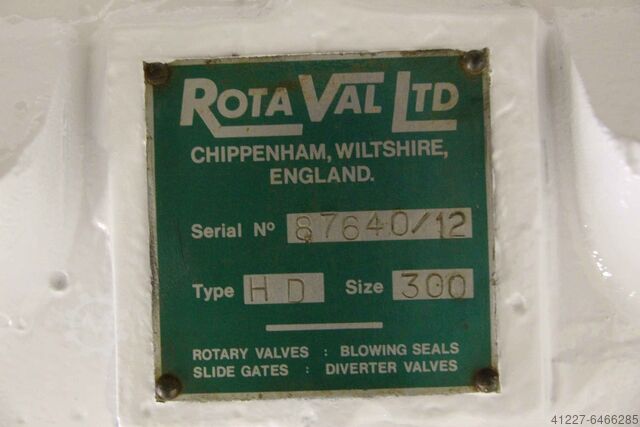 ROTA VAL LTD
CHIPPENHAM, WILTSHIRE,
ENGLAND.
Serial Nº 87640/12
Type HD Size 300
ROTARY VALVES : BLOWING SEALS
SLIDE GATES : DIVERTER VALVES
41227-6466285